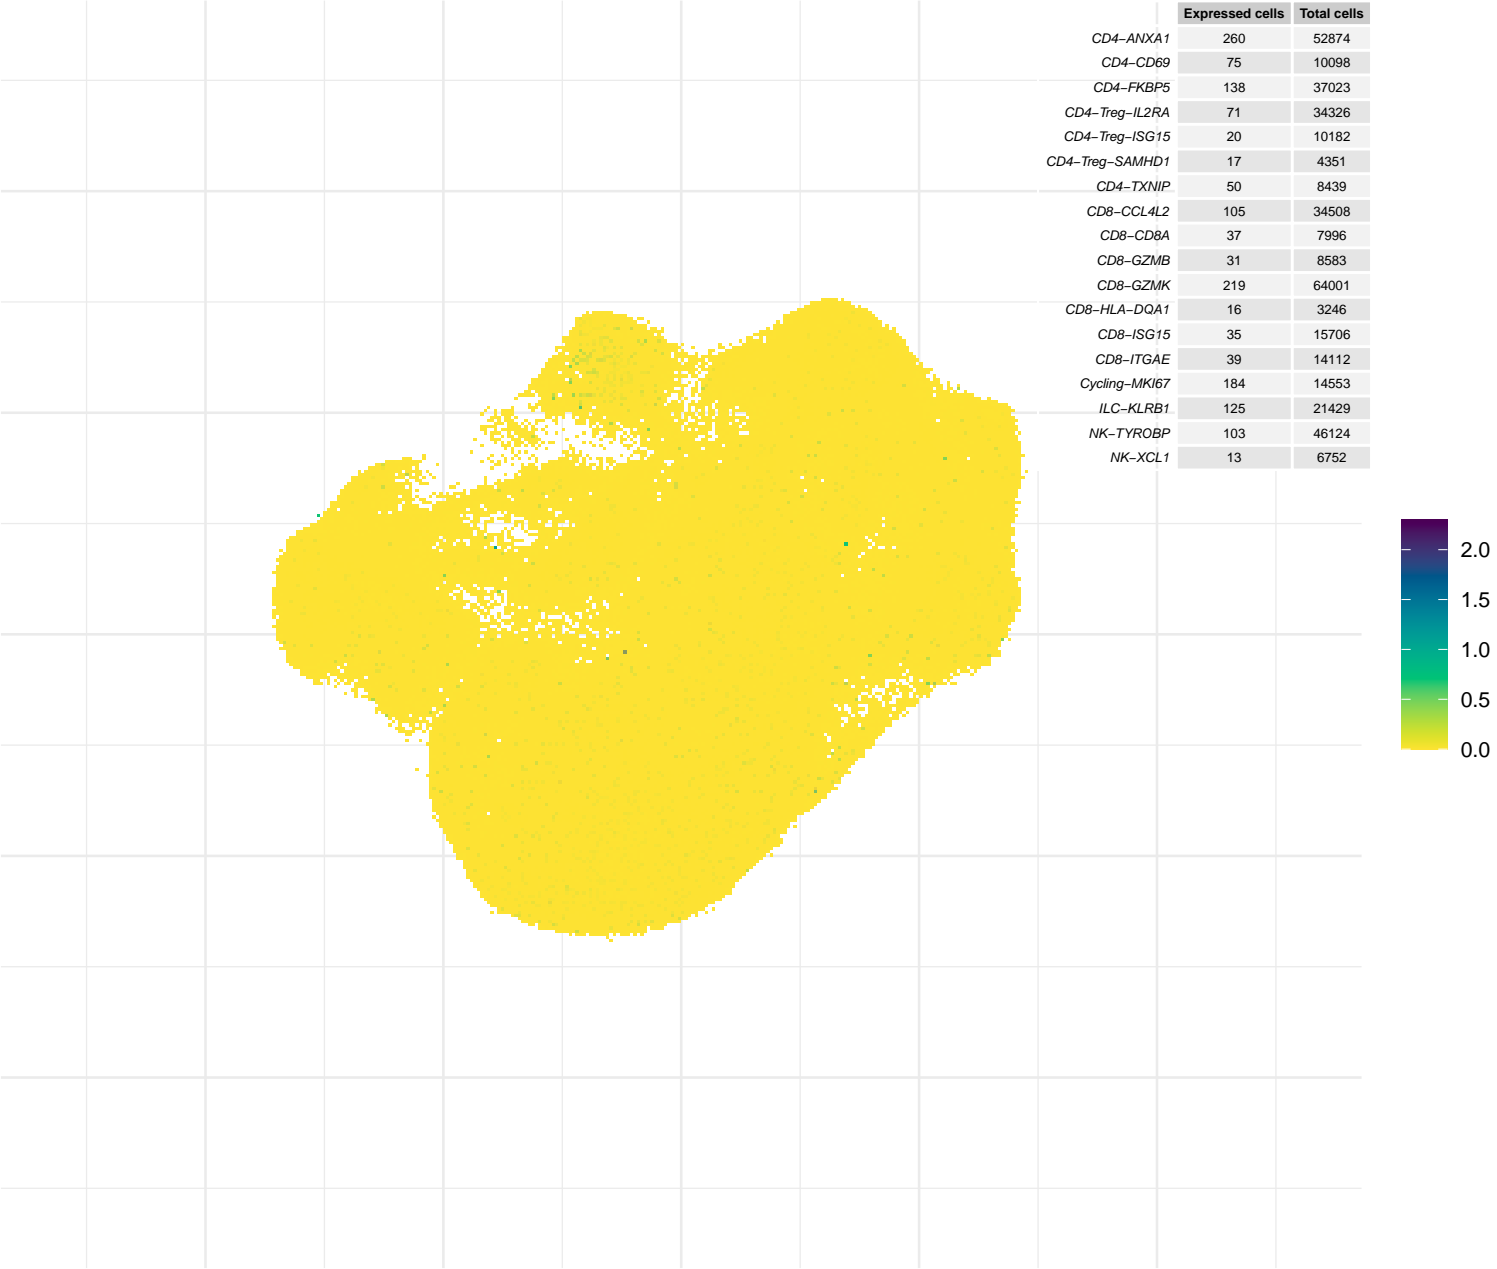 Expressed cells Total cells
CD4−ANXA1 260 52874
CD4−CD69 75 10098
CD4−FKBP5 138 37023
CD4−Treg−IL2RA 71 34326
CD4−Treg−ISG15 20 10182
CD4−Treg−SAMHD1 17 4351
CD4−TXNIP 50 8439
CD8−CCL4L2 105 34508
CD8−CD8A 37 7996
CD8−GZMB 31 8583
CD8−GZMK 219 64001
CD8−HLA−DQA1 16 3246
CD8−ISG15 35 15706
CD8−ITGAE 39 14112
Cycling−MKI67 184 14553
ILC−KLRB1 125 21429
NK−TYROBP 103 46124
NK−XCL1 13 6752
2.0
1.5
1.0
0.5
0.0